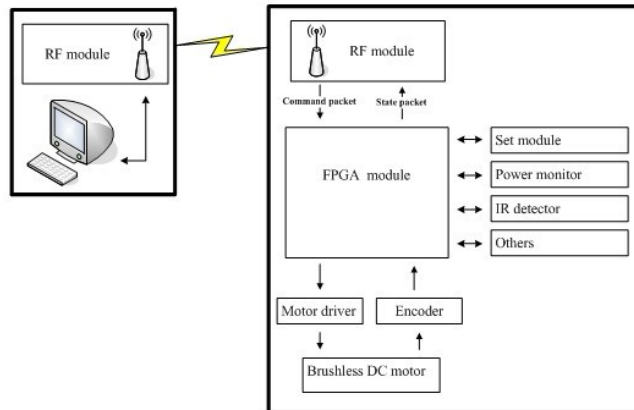 RF module
RF module
Command packet
State packet
FPGA module
Set module
Power monitor
IR detector
Others
Motor driver
Encoder
Brushless DC motor